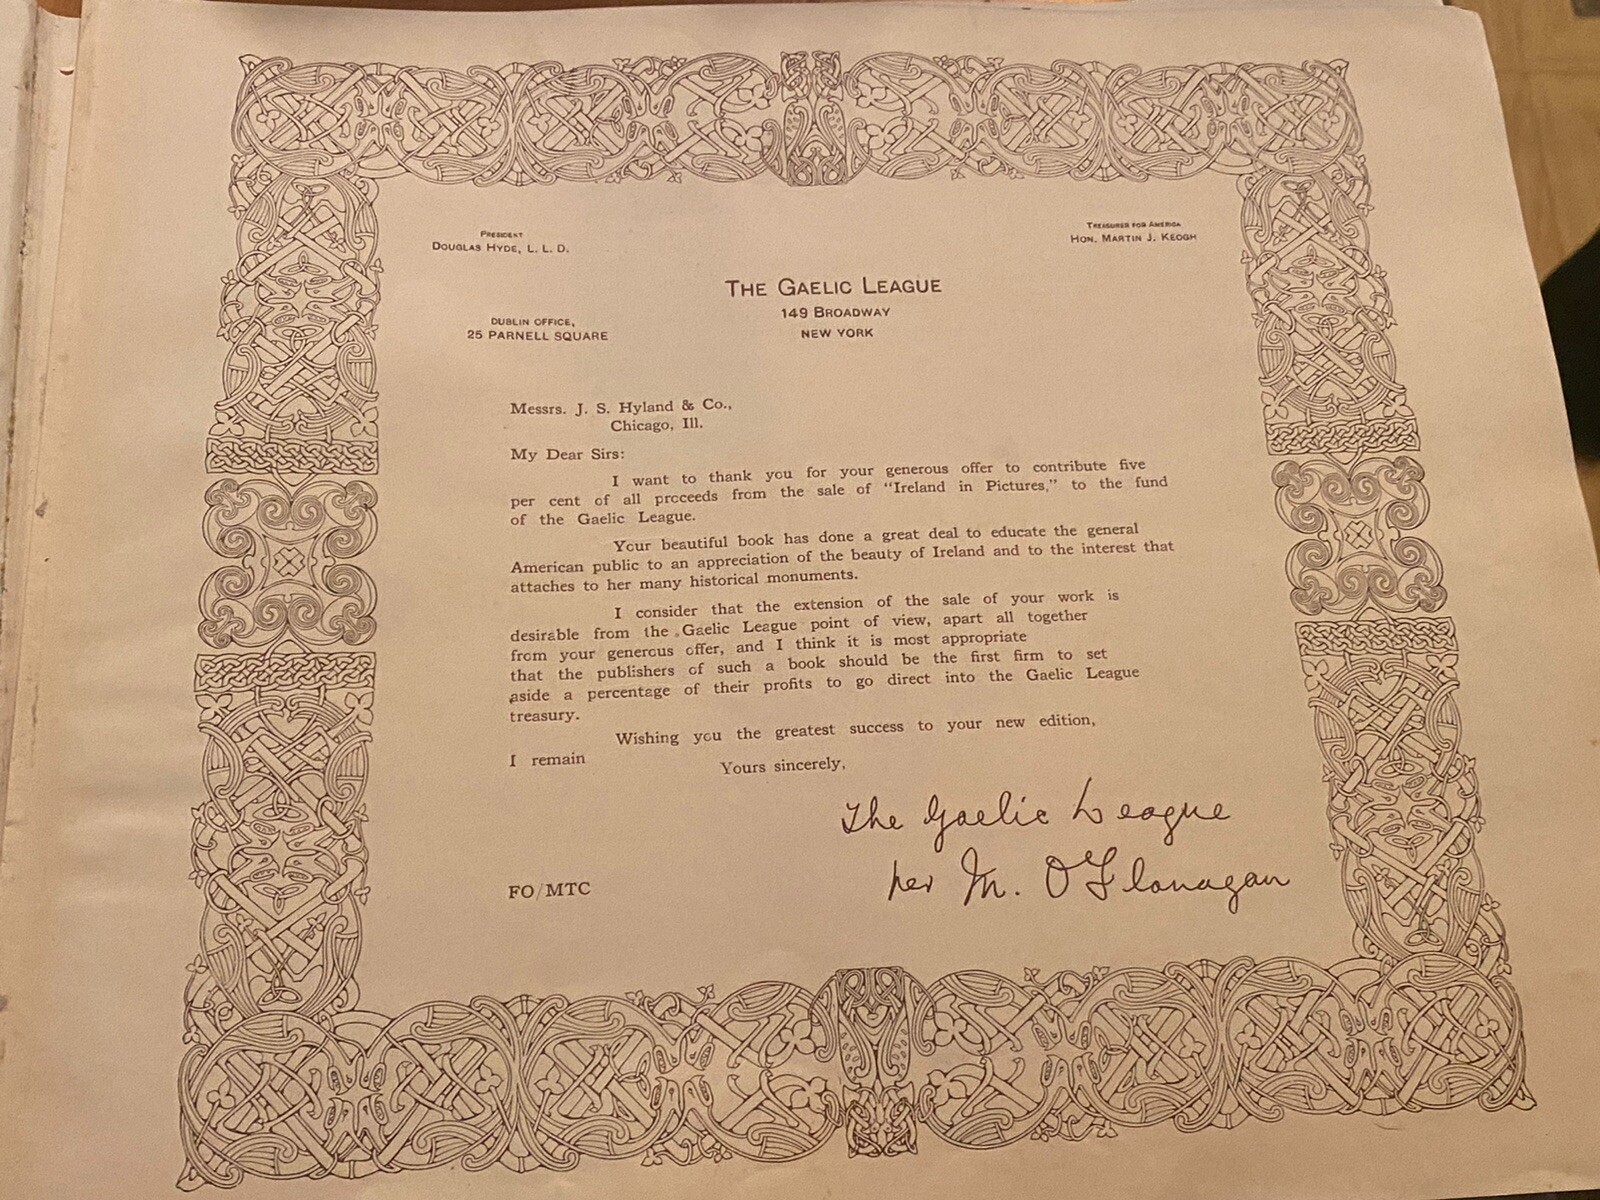 PRESIDENT
DOUGLAS HYDE, L. L. D.
TREASURER FOR AMERICA
HON. MARTIN J. KEOGH
THE GAELIC LEAGUE
149 BROADWAY
NEW YORK
DUBLIN OFFICE,
25 PARNELL SQUARE
Messrs. J. S. Hyland & Co.,
Chicago, Ill.
My Dear Sirs:
I want to thank you for your generous offer to contribute five
per cent of all proceeds from the sale of "Ireland in Pictures," to the fund
of the Gaelic League.
Your beautiful book has done a great deal to educate the general
American public to an appreciation of the beauty of Ireland and to the interest that
attaches to her many historical monuments.
I consider that the extension of the sale of your work is
desirable from the Gaelic League point of view, apart all together
from your generous offer, and I think it is most appropriate
that the publishers of such a book should be the first firm to set
aside a percentage of their profits to go direct into the Gaelic League
treasury.
Wishing you the greatest success to your new edition,
I remain
Yours sincerely,
The Gaelic League
per M. O'Flanagan
FO/MTC